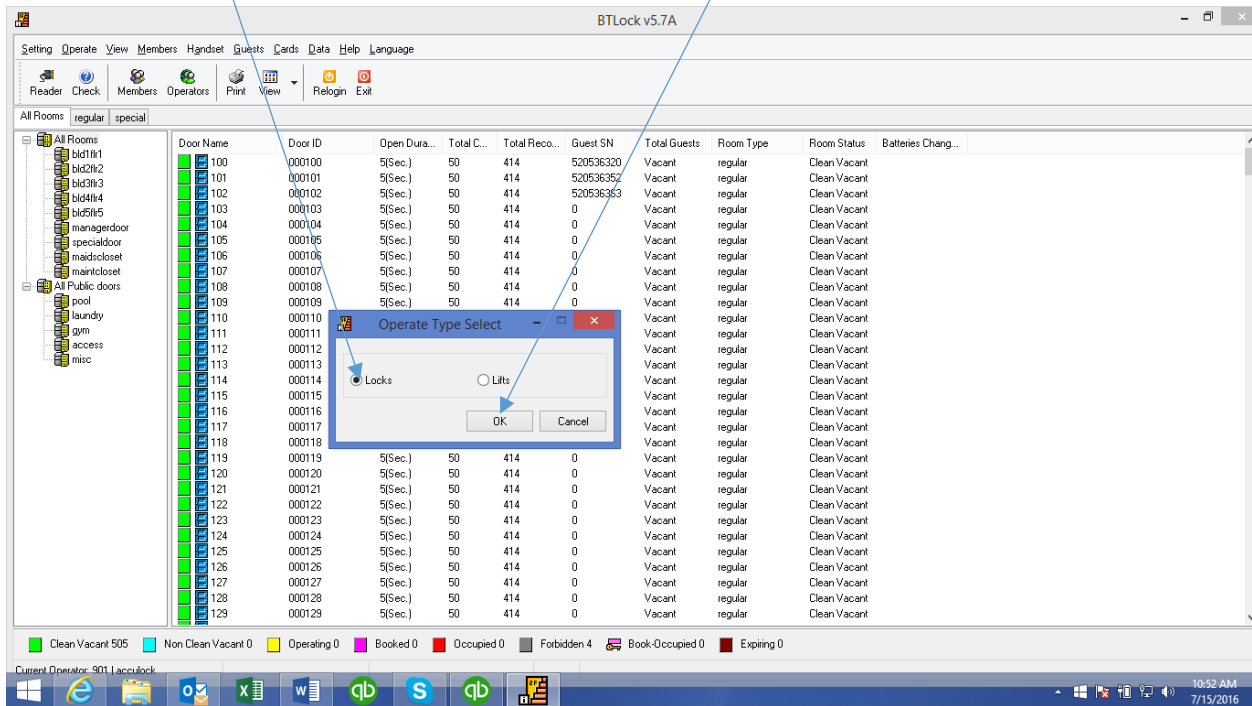 BTLock v5.7A
Setting Operate View Members Handset Guests Cards Data Help Language
Reader Check Members Operators Print View Relogin Exit
All Rooms regular special
All Rooms
bld1flr1
bld2flr2
bld3flr3
bld4flr4
bld5flr5
managerdoor
specialdoor
maidscloset
maintcloset
All Public doors
pool
laundry
gym
access
misc
Door Name Door ID Open Dura... Total C... Total Reco... Guest SN Total Guests Room Type Room Status Batteries Chang...
100 000100 5(Sec.) 50 414 520536320 Vacant regular Clean Vacant
101 000101 5(Sec.) 50 414 520536352 Vacant regular Clean Vacant
102 000102 5(Sec.) 50 414 520536353 Vacant regular Clean Vacant
103 000103 5(Sec.) 50 414 0 Vacant regular Clean Vacant
104 000104 5(Sec.) 50 414 0 Vacant regular Clean Vacant
105 000105 5(Sec.) 50 414 0 Vacant regular Clean Vacant
106 000106 5(Sec.) 50 414 0 Vacant regular Clean Vacant
107 000107 5(Sec.) 50 414 0 Vacant regular Clean Vacant
108 000108 5(Sec.) 50 414 0 Vacant regular Clean Vacant
109 000109 5(Sec.) 50 414 0 Vacant regular Clean Vacant
110 000110 Vacant regular Clean Vacant
111 000111 Vacant regular Clean Vacant
112 000112 Vacant regular Clean Vacant
113 000113 Vacant regular Clean Vacant
114 000114 Vacant regular Clean Vacant
115 000115 Vacant regular Clean Vacant
116 000116 Vacant regular Clean Vacant
117 000117 Vacant regular Clean Vacant
118 000118 Vacant regular Clean Vacant
119 000119 5(Sec.) 50 414 0 Vacant regular Clean Vacant
120 000120 5(Sec.) 50 414 0 Vacant regular Clean Vacant
121 000121 5(Sec.) 50 414 0 Vacant regular Clean Vacant
122 000122 5(Sec.) 50 414 0 Vacant regular Clean Vacant
123 000123 5(Sec.) 50 414 0 Vacant regular Clean Vacant
124 000124 5(Sec.) 50 414 0 Vacant regular Clean Vacant
125 000125 5(Sec.) 50 414 0 Vacant regular Clean Vacant
126 000126 5(Sec.) 50 414 0 Vacant regular Clean Vacant
127 000127 5(Sec.) 50 414 0 Vacant regular Clean Vacant
128 000128 5(Sec.) 50 414 0 Vacant regular Clean Vacant
129 000129 5(Sec.) 50 414 0 Vacant regular Clean Vacant
Operate Type Select
Locks Lifts
OK Cancel
Clean Vacant 505 Non Clean Vacant 0 Operating 0 Booked 0 Occupied 0 Forbidden 4 Book-Occupied 0 Expiring 0
Current Operator: 901 | acculock
10:52 AM
7/15/2016